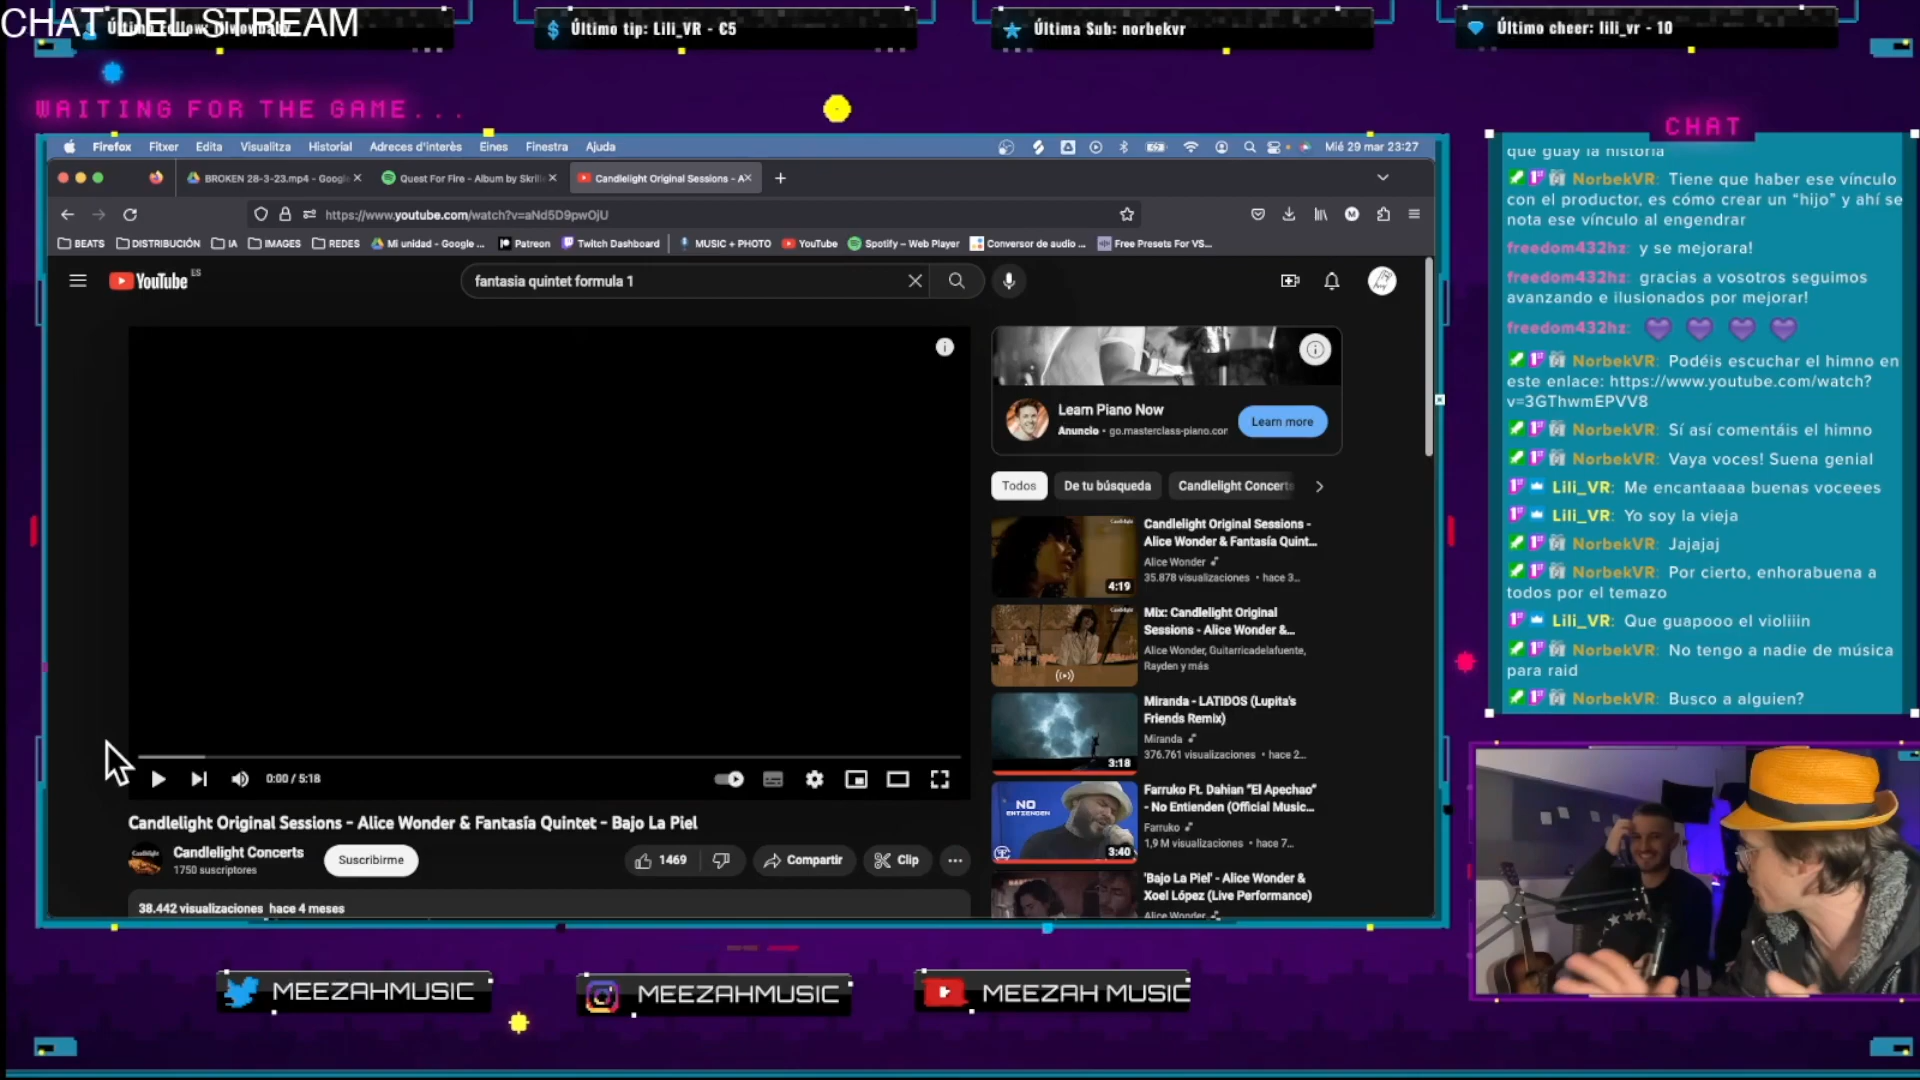 CHAT DEL STREAM
Último tip: Lili_VR - €5
Última Sub: norbekvr
Último cheer: lili_vr - 10
WAITING FOR THE GAME...
Firefox Fitxer Edita Visualitza Historial Adreces d'interès Eines Finestra Ajuda
Mié 29 mar 23:27
BROKEN 28-3-23.mp4 - Googl
Quest For Fire - Album by Skrill
Candlelight Original Sessions - A
https://www.youtube.com/watch?v=aNd5D9pwOjU
BEATS DISTRIBUCIÓN IA IMAGES REDES Mi unidad - Google ... Patreon Twitch Dashboard MUSIC + PHOTO YouTube Spotify – Web Player Conversor de audio ... Free Presets For VS...
YouTube ES
fantasia quintet formula 1
0:00 / 5:18
Candlelight Original Sessions - Alice Wonder & Fantasía Quintet - Bajo La Piel
Candlelight Concerts
1750 suscriptores
Suscribirme
1469
Compartir
Clip
38.442 visualizaciones hace 4 meses
Learn Piano Now
Anuncio • go.masterclass-piano.cor
Learn more
Todos
De tu búsqueda
Candlelight Concerts
Candlelight Original Sessions -
Alice Wonder & Fantasía Quint...
Alice Wonder
35.878 visualizaciones • hace 3...
4:19
Mix: Candlelight Original
Sessions - Alice Wonder &...
Alice Wonder, Guitarricadelafuente,
Rayden y más
Miranda - LATIDOS (Lupita's
Friends Remix)
Miranda
376.761 visualizaciones • hace 2...
3:18
Farruko Ft. Dahian "El Apechao"
- No Entienden (Official Music...
Farruko
1,9 M visualizaciones • hace 7...
NO
ENTIENDEN
3:40
'Bajo La Piel' - Alice Wonder &
Xoel López (Live Performance)
Alice Wonder
CHAT
que guay la historia
NorbekVR: Tiene que haber ese vínculo
con el productor, es cómo crear un "hijo" y ahí se
nota ese vínculo al engendrar
freedom432hz: y se mejorara!
freedom432hz: gracias a vosotros seguimos
avanzando e ilusionados por mejorar!
freedom432hz:
NorbekVR: Podéis escuchar el himno en
este enlace: https://www.youtube.com/watch?
v=3GThwmEPVV8
NorbekVR: Sí así comentáis el himno
NorbekVR: Vaya voces! Suena genial
Lili_VR: Me encantaaaa buenas voceees
Lili_VR: Yo soy la vieja
NorbekVR: Jajajaj
NorbekVR: Por cierto, enhorabuena a
todos por el temazo
Lili_VR: Que guapooo el violiiin
NorbekVR: No tengo a nadie de música
para raid
NorbekVR: Busco a alguien?
MEEZAHMUSIC
MEEZAHMUSIC
MEEZAH MUSIC